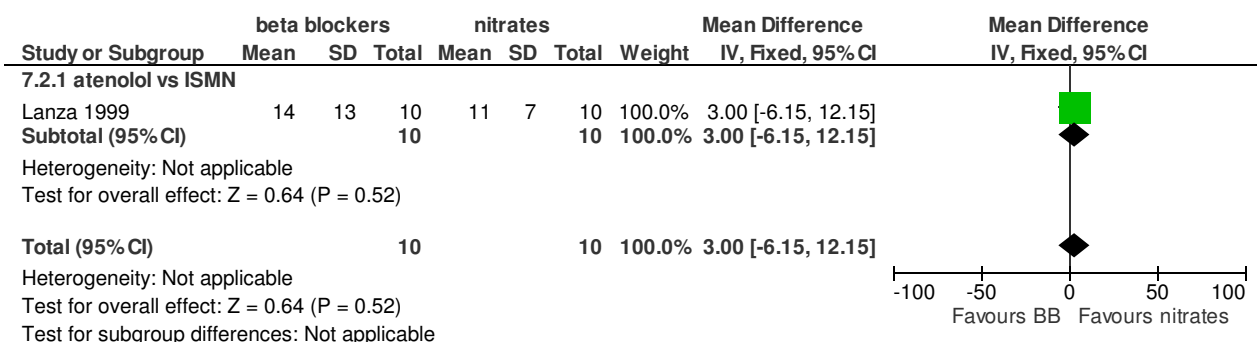 beta blockers nitrates Mean Difference Mean Difference
Study or Subgroup Mean SD Total Mean SD Total Weight IV, Fixed, 95% CI IV, Fixed, 95% CI
7.2.1 atenolol vs ISMN
Lanza 1999 14 13 10 11 7 10 100.0% 3.00 [-6.15, 12.15]
Subtotal (95% CI) 10 10 100.0% 3.00 [-6.15, 12.15]
Heterogeneity: Not applicable
Test for overall effect: Z = 0.64 (P = 0.52)
Total (95% CI) 10 10 100.0% 3.00 [-6.15, 12.15]
Heterogeneity: Not applicable
Test for overall effect: Z = 0.64 (P = 0.52)
Test for subgroup differences: Not applicable
-100 -50 0 50 100
Favours BB Favours nitrates